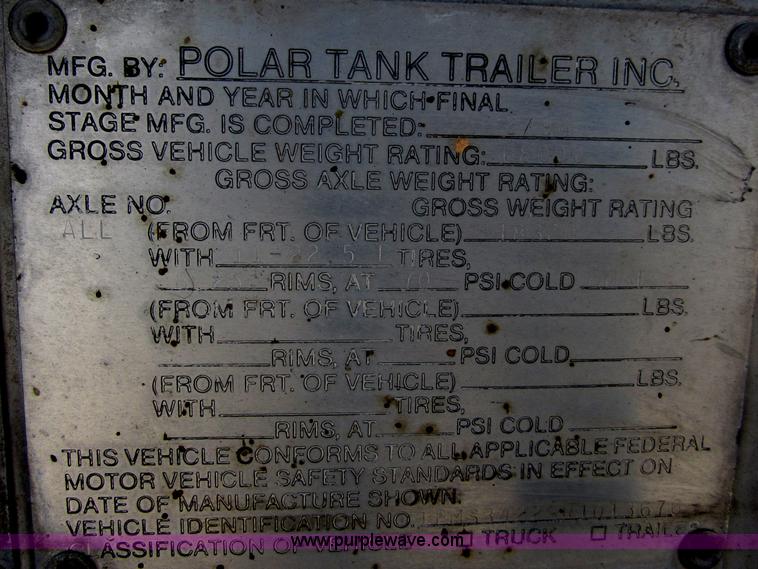 MFG. BY: POLAR TANK TRAILER INC.
MONTH AND YEAR IN WHICH FINAL
STAGE MFG. IS COMPLETED:
GROSS VEHICLE WEIGHT RATING: LBS.
GROSS AXLE WEIGHT RATING:
AXLE NO. GROSS WEIGHT RATING
ALL (FROM FRT. OF VEHICLE) LBS.
WITH TIRES,
RIMS, AT 70 PSI COLD
(FROM FRT. OF VEHICLE) LBS.
WITH TIRES,
RIMS, AT PSI COLD
(FROM FRT. OF VEHICLE) LBS.
WITH TIRES,
RIMS, AT PSI COLD
THIS VEHICLE CONFORMS TO ALL APPLICABLE FEDERAL
MOTOR VEHICLE SAFETY STANDARDS IN EFFECT ON
DATE OF MANUFACTURE SHOWN.
VEHICLE IDENTIFICATION NO.
CLASSIFICATION OF VEHICLE TRUCK TRAILER
www.purplewave.com